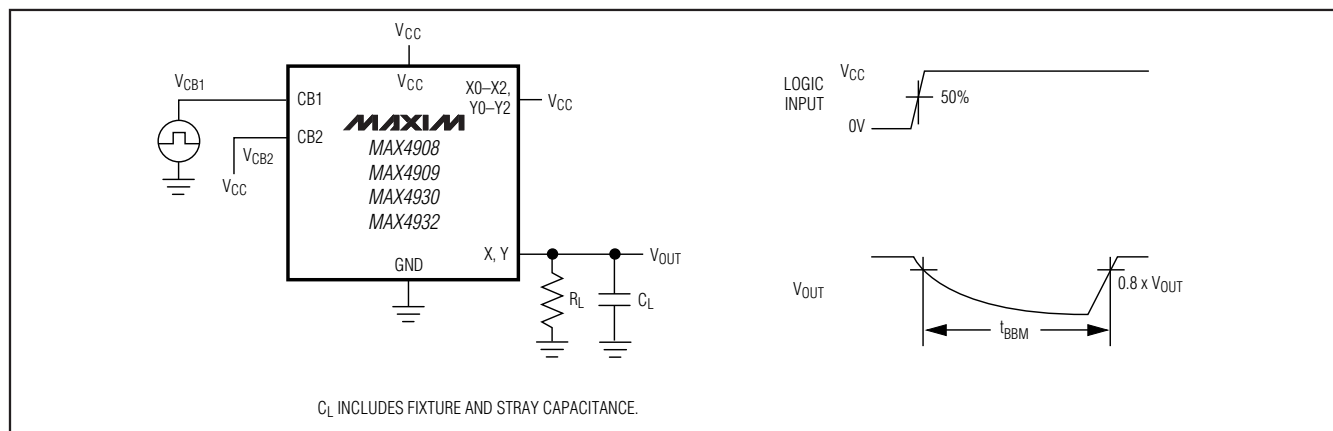 VCC
VCB1
VCC
X0–X2,
Y0–Y2
VCC
CB1
MAXIM
CB2
MAX4908
VCB2
MAX4909
VCC
MAX4930
MAX4932
X, Y
VOUT
GND
RL
CL
CL INCLUDES FIXTURE AND STRAY CAPACITANCE.
LOGIC
INPUT
VCC
50%
0V
VOUT
0.8 x VOUT
tBBM